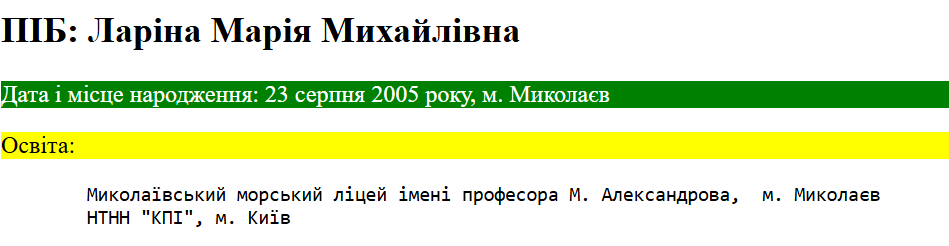 ПІБ: Ларіна Марія Михайлівна
Дата і місце народження: 23 серпня 2005 року, м. Миколаєв
Освіта:
Миколаївський морський ліцей імені професора М. Александрова,  м. Миколаєв
НТНН "КПІ", м. Київ